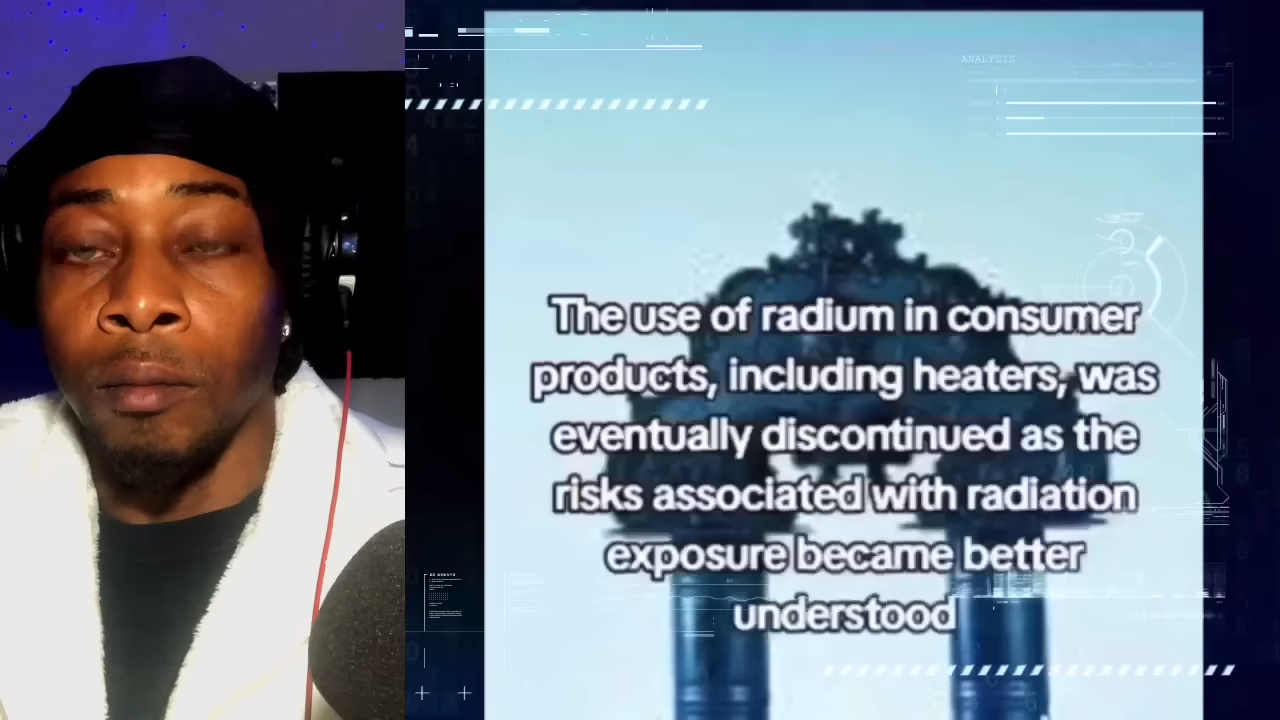 ANALYSIS
The use of radium in consumer
products, including heaters, was
eventually discontinued as the
risks associated with radiation
exposure became better
understood